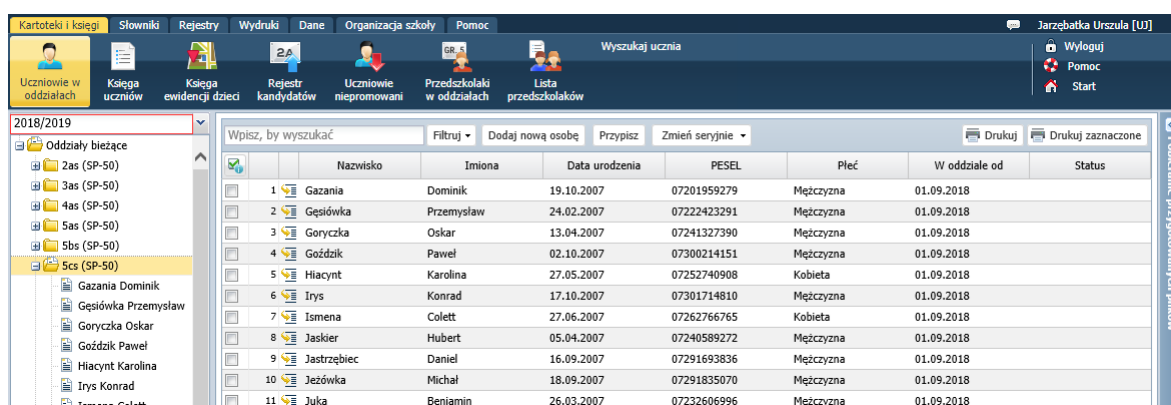 Kartoteki i księgi Słowniki Rejestry Wydruki Dane Organizacja szkoły Pomoc Jarzębatka Urszula [UJ]
Uczniowie w oddziałach Księga uczniów Księga ewidencji dzieci Rejestr kandydatów Uczniowie niepromowani Przedszkolaki w oddziałach Lista przedszkolaków Wyszukaj ucznia
Wyloguj
Pomoc
Start
2018/2019
Oddziały bieżące
2as (SP-50)
3as (SP-50)
4as (SP-50)
5as (SP-50)
5bs (SP-50)
5cs (SP-50)
Gazania Dominik
Gęsiówka Przemysław
Goryczka Oskar
Goździk Paweł
Hiacynt Karolina
Irys Konrad
Wpisz, by wyszukać Filtruj Dodaj nową osobę Przypisz Zmień seryjnie Drukuj Drukuj zaznaczone
Nazwisko Imiona Data urodzenia PESEL Płeć W oddziale od Status
1 Gazania Dominik 19.10.2007 07201959279 Mężczyzna 01.09.2018
2 Gęsiówka Przemysław 24.02.2007 07222423291 Mężczyzna 01.09.2018
3 Goryczka Oskar 13.04.2007 07241327390 Mężczyzna 01.09.2018
4 Goździk Paweł 02.10.2007 07300214151 Mężczyzna 01.09.2018
5 Hiacynt Karolina 27.05.2007 07252740908 Kobieta 01.09.2018
6 Irys Konrad 17.10.2007 07301714810 Mężczyzna 01.09.2018
7 Ismena Colett 27.06.2007 07262766765 Kobieta 01.09.2018
8 Jaskier Hubert 05.04.2007 07240589272 Mężczyzna 01.09.2018
9 Jastrzębiec Daniel 16.09.2007 07291693836 Mężczyzna 01.09.2018
10 Jeżówka Michał 18.09.2007 07291835070 Mężczyzna 01.09.2018
11 Juka Beniamin 26.03.2007 07232606996 Mężczyzna 01.09.2018